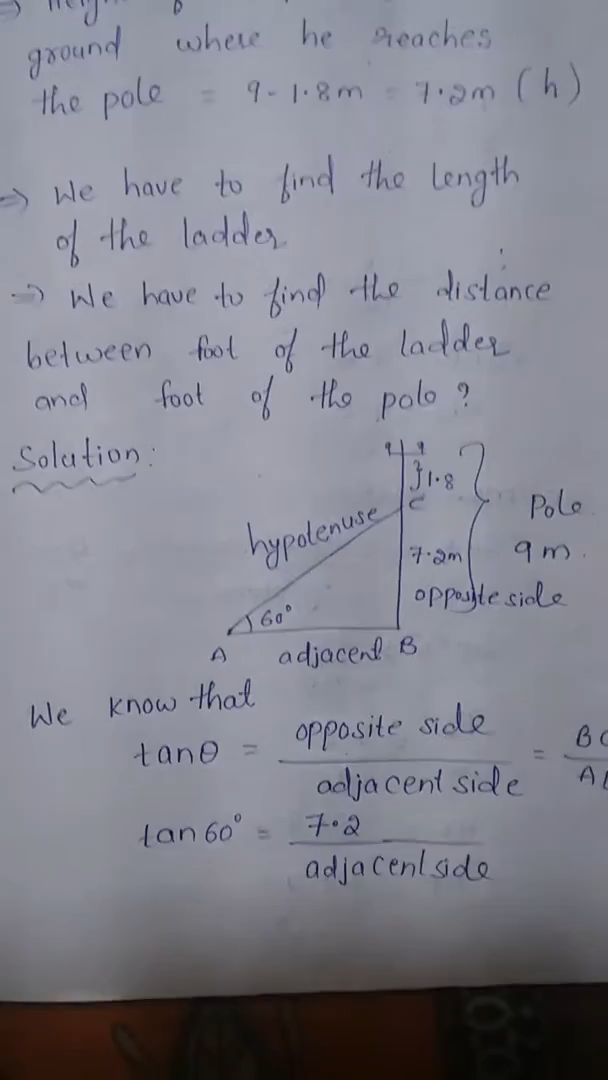 ground where he reaches
the pole = 9 - 1.8m = 7.2m (h)
=> We have to find the length
of the ladder
=> We have to find the distance
between foot of the ladder
and foot of the polo ?
Solution:
1.8
C
hypotenuse
Pole
7.2m
9m.
opposite side
60°
A adjacent B
We know that
tanθ = opposite side / adjacent side = BC
tan60° = 7.2 / adjacent side